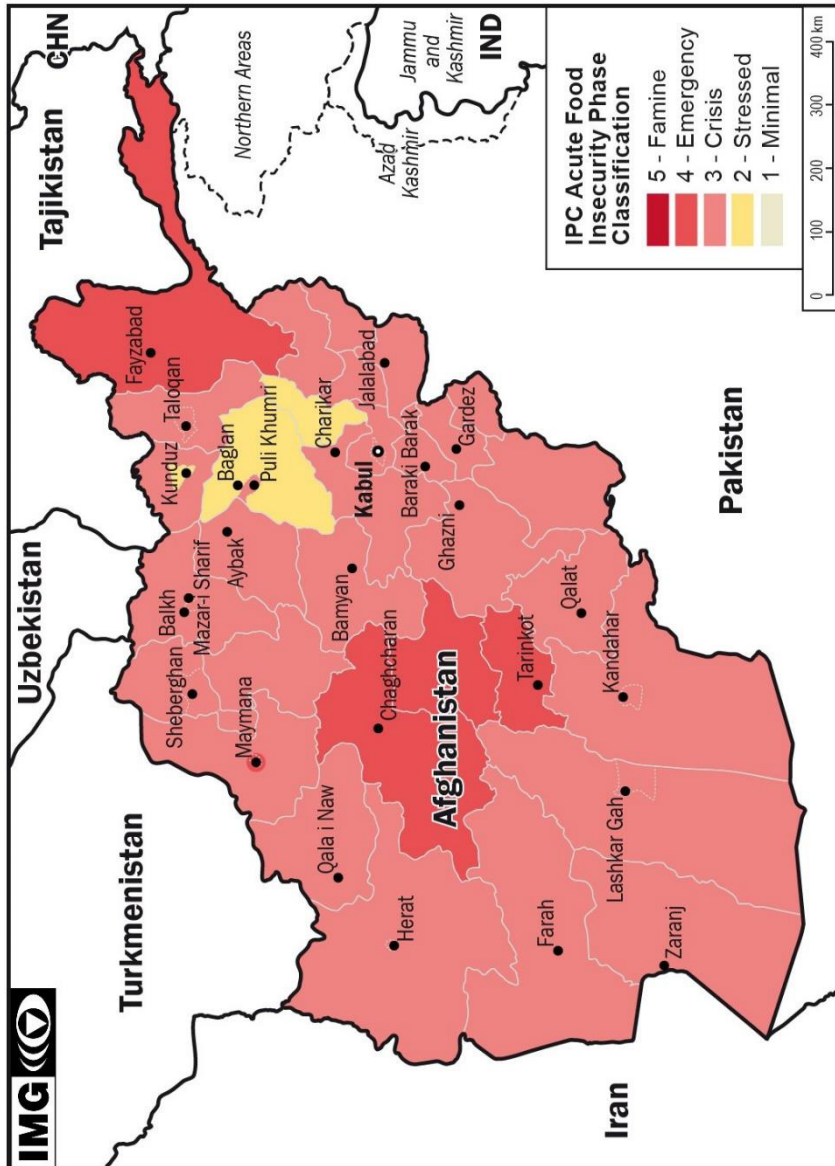 IMG
Turkmenistan
Uzbekistan
Tajikistan
CHN
Northern Areas
Azad
Kashmir
Jammu
and
Kashmir
IND
Pakistan
Iran
Afghanistan
Fayzabad
Taloqan
Kunduz
Baglan
Puli Khumri
Balkh
Mazar-i Sharif
Aybak
Sheberghan
Maymana
Qala i Naw
Herat
Chaghcharan
Bamyan
Charikar
Kabul
Jalalabad
Baraki Barak
Gardez
Ghazni
Tarinkot
Qalat
Kandahar
Lashkar Gah
Farah
Zaranj
IPC Acute Food
Insecurity Phase
Classification
5 - Famine
4 - Emergency
3 - Crisis
2 - Stressed
1 - Minimal
0 100 200 300 400 km